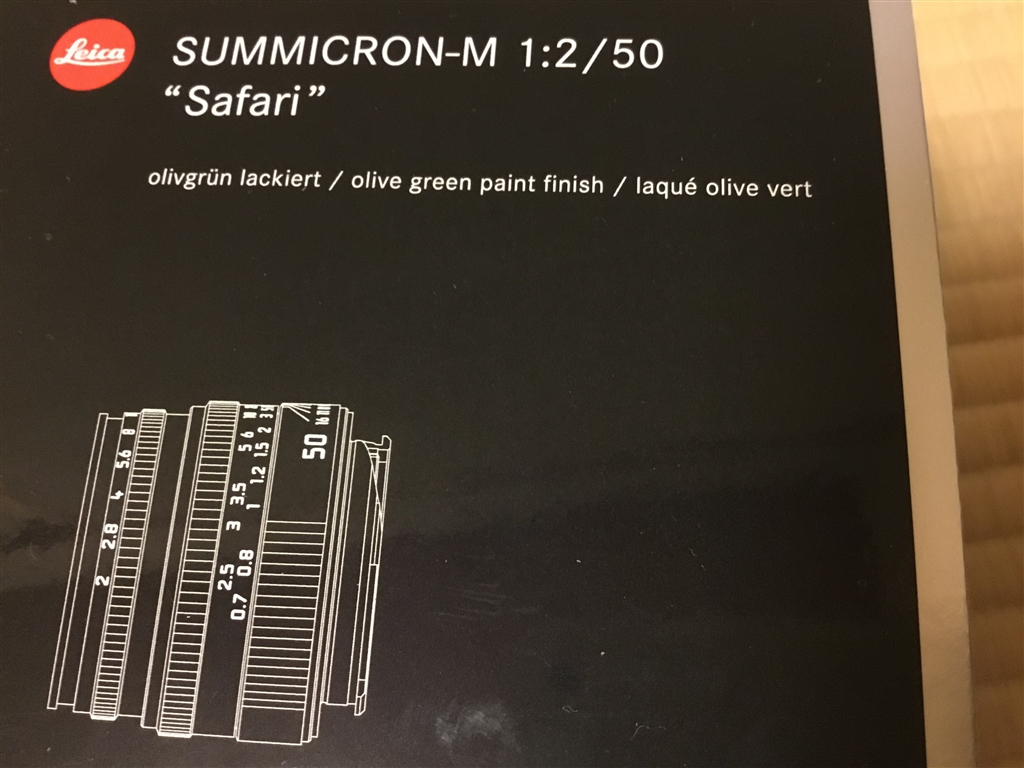 Leica
SUMMICRON-M 1:2/50
“Safari”
olivgrün lackiert / olive green paint finish / laqué olive vert
2 2.8 4 5.6 8
2.5 3 3.5 5 6
0.7 0.8 1 1.2 1.5 2 3
50
16